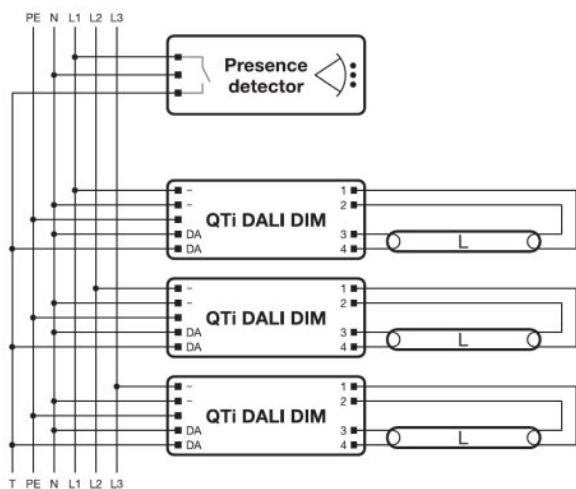 PE N L1 L2 L3
Presence
detector
~ 1
~ 2
QTi DALI DIM
DA 3 L
DA 4
~ 1
~ 2
QTi DALI DIM
DA 3 L
DA 4
~ 1
~ 2
QTi DALI DIM
DA 3 L
DA 4
T PE N L1 L2 L3